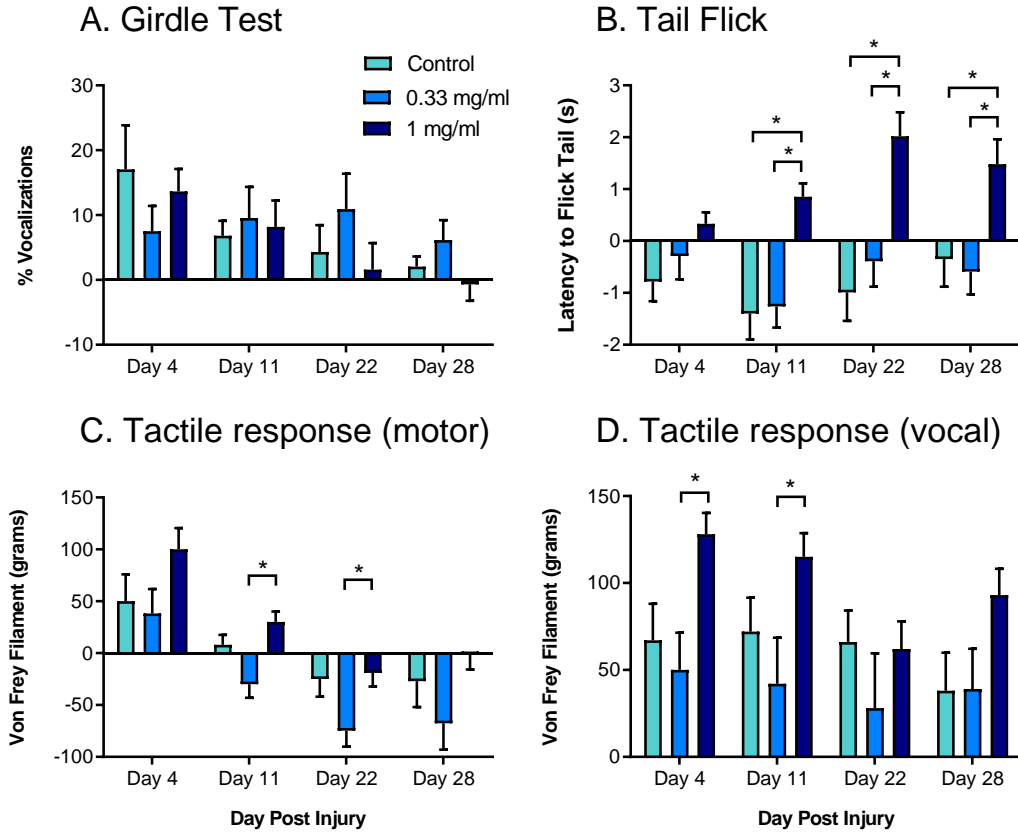 A. Girdle Test
Control
0.33 mg/ml
1 mg/ml
% Vocalizations
30
20
10
0
-10
Day 4 Day 11 Day 22 Day 28
B. Tail Flick
Latency to Flick Tail (s)
3
2
1
0
-1
-2
* * * * * *
Day 4 Day 11 Day 22 Day 28
C. Tactile response (motor)
Von Frey Filament (grams)
150
100
50
0
-50
-100
* *
Day 4 Day 11 Day 22 Day 28
Day Post Injury
D. Tactile response (vocal)
Von Frey Filament (grams)
150
100
50
0
* *
Day 4 Day 11 Day 22 Day 28
Day Post Injury